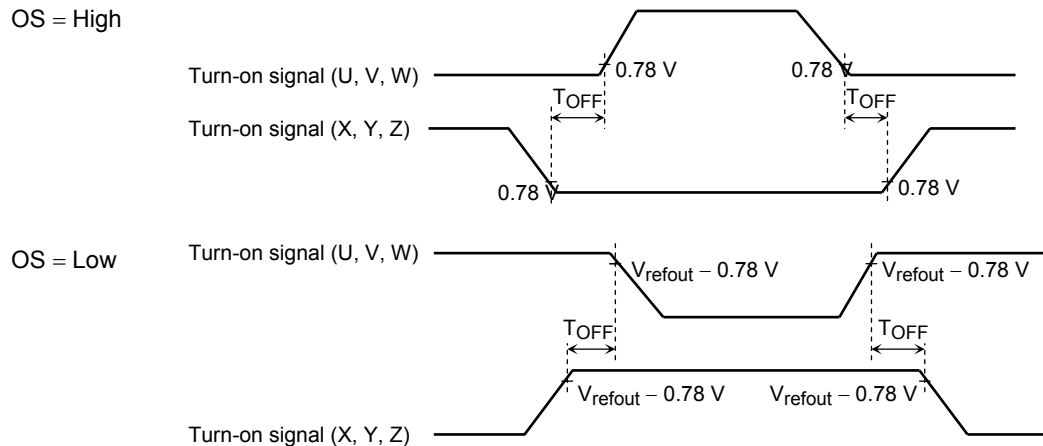 OS = High
Turn-on signal (U, V, W)
0.78 V
0.78 V
TOFF
TOFF
Turn-on signal (X, Y, Z)
0.78 V
0.78 V
OS = Low
Turn-on signal (U, V, W)
Vrefout − 0.78 V
Vrefout − 0.78 V
TOFF
TOFF
Vrefout − 0.78 V
Vrefout − 0.78 V
Turn-on signal (X, Y, Z)